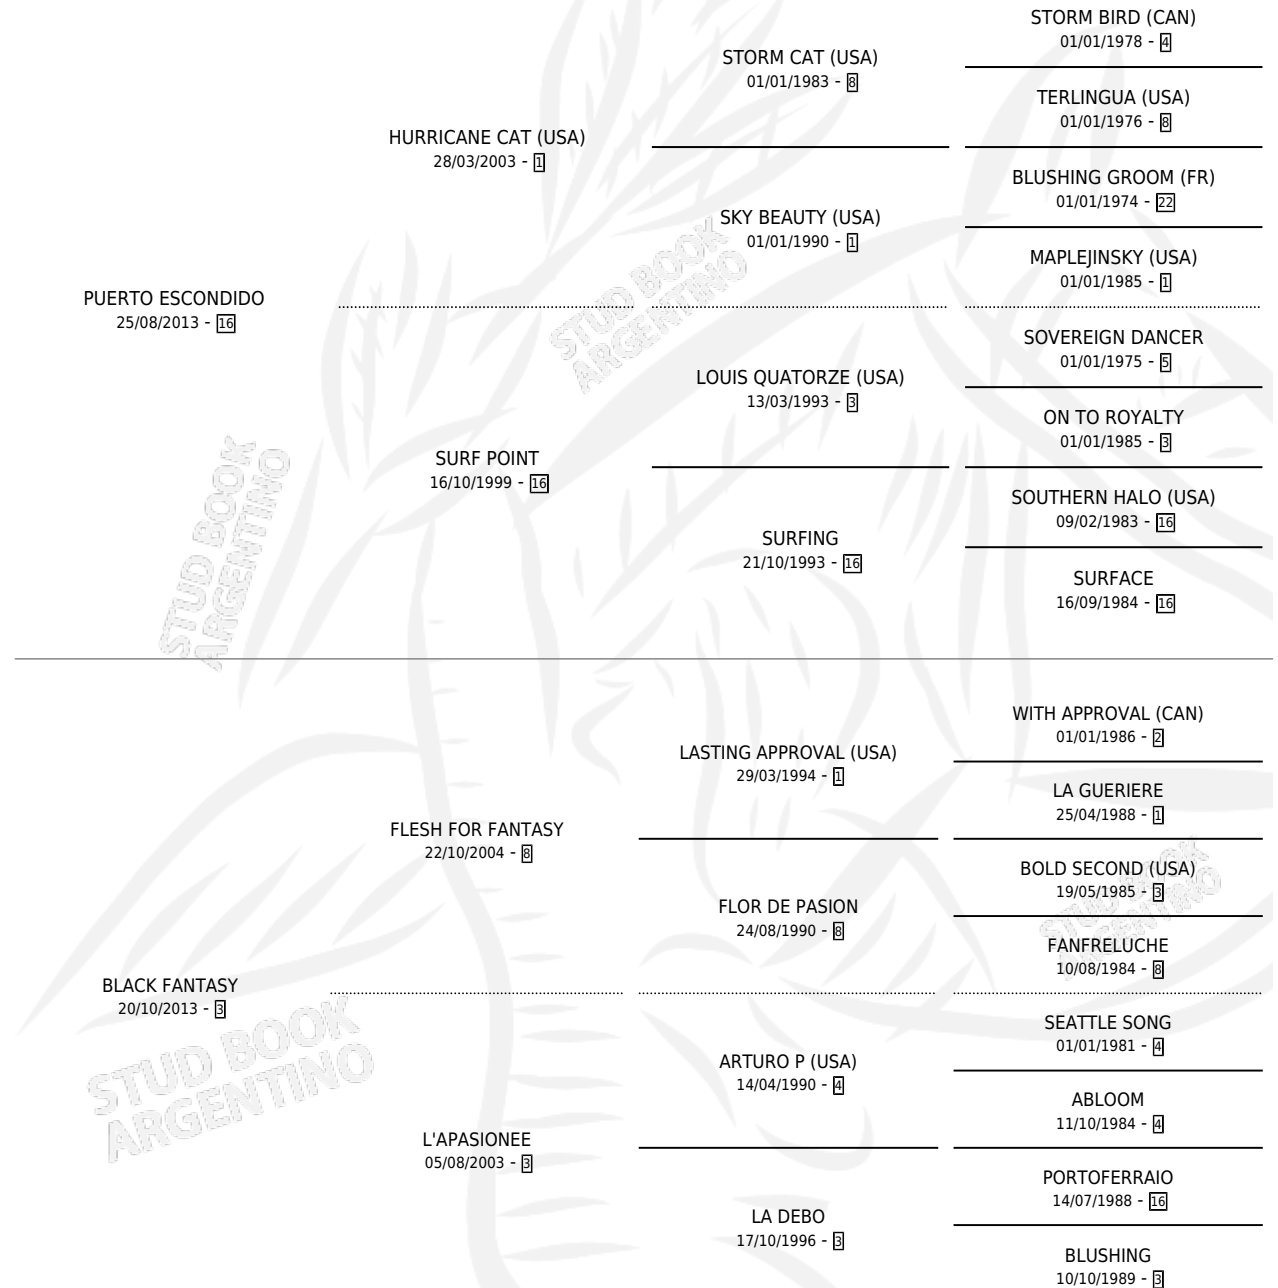 STORM BIRD (CAN)
01/01/1978 - 4
STORM CAT (USA)
01/01/1983 - 8
TERLINGUA (USA)
01/01/1976 - 8
HURRICANE CAT (USA)
28/03/2003 - 1
BLUSHING GROOM (FR)
01/01/1974 - 22
SKY BEAUTY (USA)
01/01/1990 - 1
MAPLEJINSKY (USA)
01/01/1985 - 1
PUERTO ESCONDIDO
25/08/2013 - 16
STUD BOOK
ARGENTINO
SOVEREIGN DANCER
01/01/1975 - 5
LOUIS QUATORZE (USA)
13/03/1993 - 3
ON TO ROYALTY
01/01/1985 - 3
SURF POINT
16/10/1999 - 16
SOUTHERN HALO (USA)
09/02/1983 - 16
SURFING
21/10/1993 - 16
SURFACE
16/09/1984 - 16
STUD BOOK
ARGENTINO
WITH APPROVAL (CAN)
01/01/1986 - 2
LASTING APPROVAL (USA)
29/03/1994 - 1
LA GUERIERE
25/04/1988 - 1
FLESH FOR FANTASY
22/10/2004 - 8
BOLD SECOND (USA)
19/05/1985 - 3
STUD BOOK
ARGENTINO
FLOR DE PASION
24/08/1990 - 8
FANFRELUCHE
10/08/1984 - 8
BLACK FANTASY
20/10/2013 - 3
STUD BOOK
ARGENTINO
SEATTLE SONG
01/01/1981 - 4
ARTURO P (USA)
14/04/1990 - 4
ABLOOM
11/10/1984 - 4
L'APASIONEE
05/08/2003 - 3
PORTOFERRAIO
14/07/1988 - 16
LA DEBO
17/10/1996 - 3
BLUSHING
10/10/1989 - 3